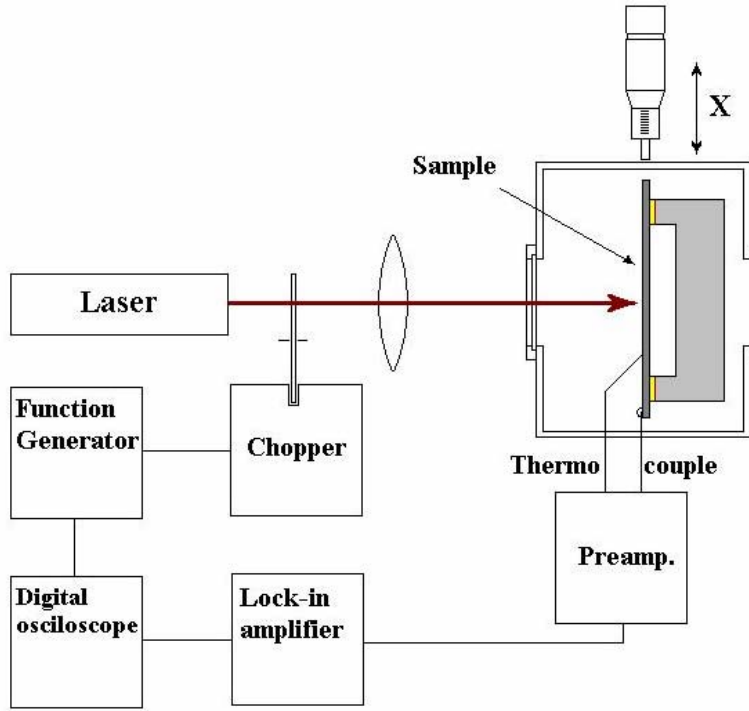 X
Sample
Laser
Function
Generator
Chopper
Thermo couple
Preamp.
Digital
osciloscope
Lock-in
amplifier